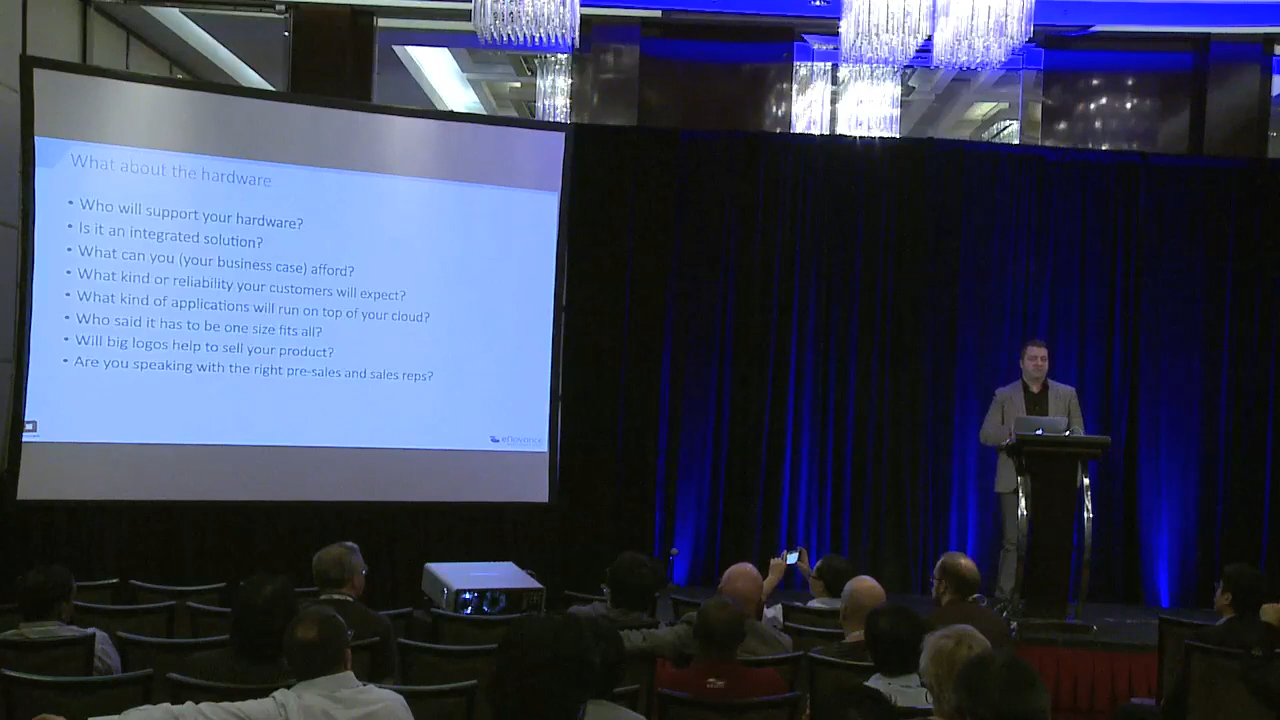 What about the hardware
• Who will support your hardware?
• Is it an integrated solution?
• What can you (your business case) afford?
• What kind or reliability your customers will expect?
• What kind of applications will run on top of your cloud?
• Who said it has to be one size fits all?
• Will big logos help to sell your product?
• Are you speaking with the right pre-sales and sales reps?
eNovance